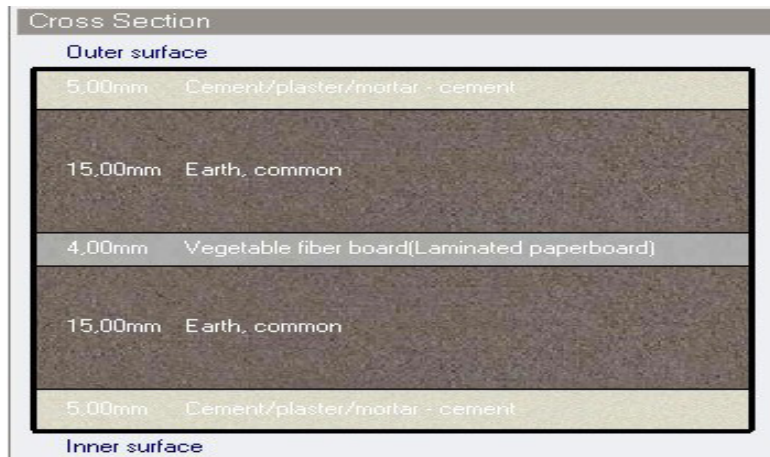 Cross Section
Outer surface
5,00mm Cement/plaster/mortar - cement
15,00mm Earth, common
4,00mm Vegetable fiber board(Laminated paperboard)
15,00mm Earth, common
5,00mm Cement/plaster/mortar - cement
Inner surface